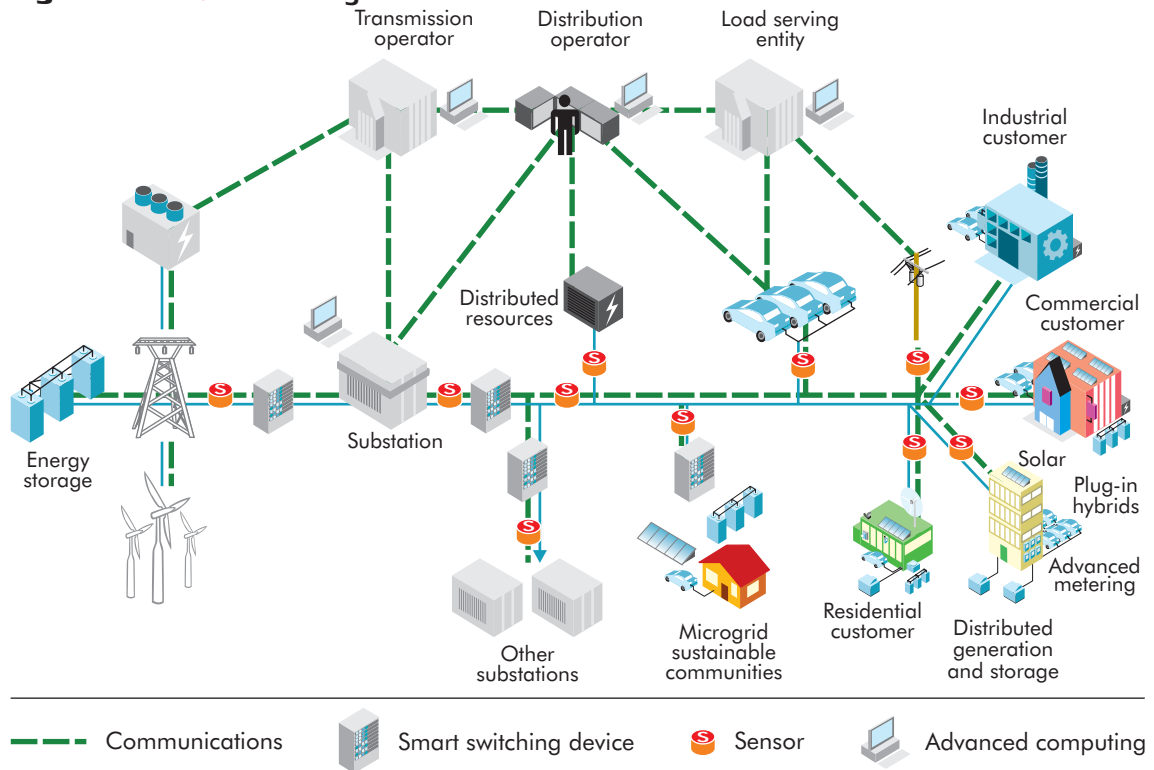 Transmission
operator
Distribution
operator
Load serving
entity
Industrial
customer
Distributed
resources
Commercial
customer
S
S
S
S
S
S
S
Substation
S
Energy
storage
S
S
Solar
Plug-in
hybrids
S
Advanced
metering
Residential
customer
Microgrid
sustainable
communities
Distributed
generation
and storage
Other
substations
Communications
Smart switching device
S
Sensor
Advanced computing